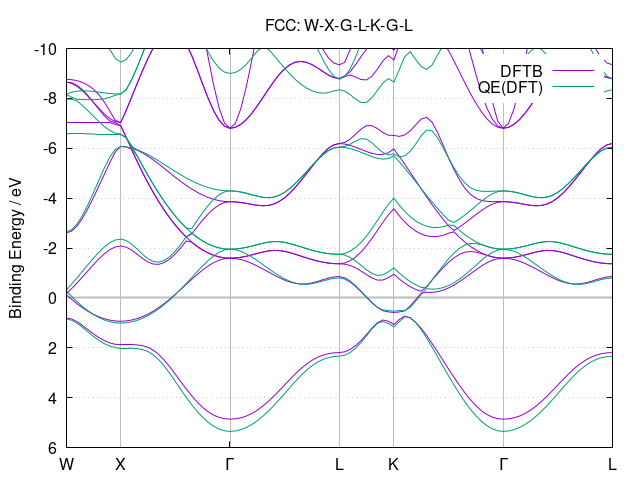 FCC: W-X-G-L-K-G-L
-10
-8
-6
-4
-2
0
2
4
6
Binding Energy / eV
DFTB
QE(DFT)
W X Γ L K Γ L